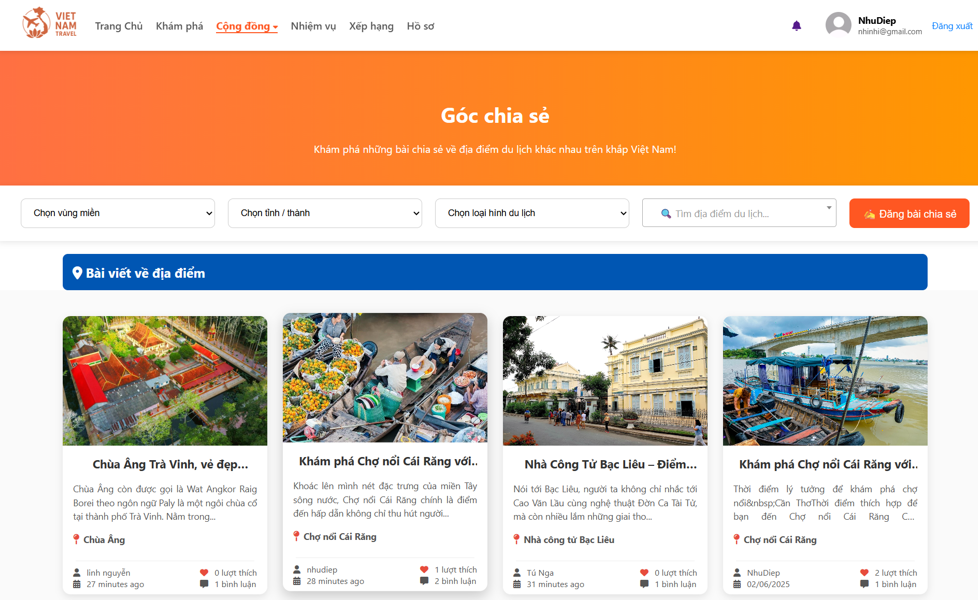 VIET
NAM
TRAVEL
Trang Chủ Khám phá Cộng đồng Nhiệm vụ Xếp hạng Hồ sơ
NhuDiep
nhinhi@gmail.com
Đăng xuất
Góc chia sẻ
Khám phá những bài chia sẻ về địa điểm du lịch khác nhau trên khắp Việt Nam!
Chọn vùng miền
Chọn tỉnh / thành
Chọn loại hình du lịch
Tìm địa điểm du lịch...
Đăng bài chia sẻ
Bài viết về địa điểm
Chùa Âng Trà Vinh, vẻ đẹp...
Chùa Âng còn được gọi là Wat Angkor Raig
Borei theo ngôn ngữ Paly là một ngôi chùa cổ
tại thành phố Trà Vinh. Nằm trong...
Chùa Âng
linh nguyễn
0 lượt thích
27 minutes ago
1 bình luận
Khám phá Chợ nổi Cái Răng với..
Khoác lên mình nét đặc trưng của miền Tây
sông nước, Chợ nổi Cái Răng chính là điểm
đến hấp dẫn không chỉ thu hút người...
Chợ nổi Cái Răng
nhudiep
1 lượt thích
28 minutes ago
2 bình luận
Nhà Công Tử Bạc Liêu – Điểm...
Nói tới Bạc Liêu, người ta không chỉ nhắc tới
Cao Văn Lầu cùng nghệ thuật Đờn Ca Tài Tử,
mà còn nhiều lắm những giai tho...
Nhà công tử Bạc Liêu
Tú Nga
0 lượt thích
31 minutes ago
1 bình luận
Khám phá Chợ nổi Cái Răng với..
Thời điểm lý tưởng để khám phá chợ
nổi&nbsp;Cần ThơThời điểm thích hợp để
bạn đến Chợ nổi Cái Răng C...
Chợ nổi Cái Răng
NhuDiep
2 lượt thích
02/06/2025
1 bình luận